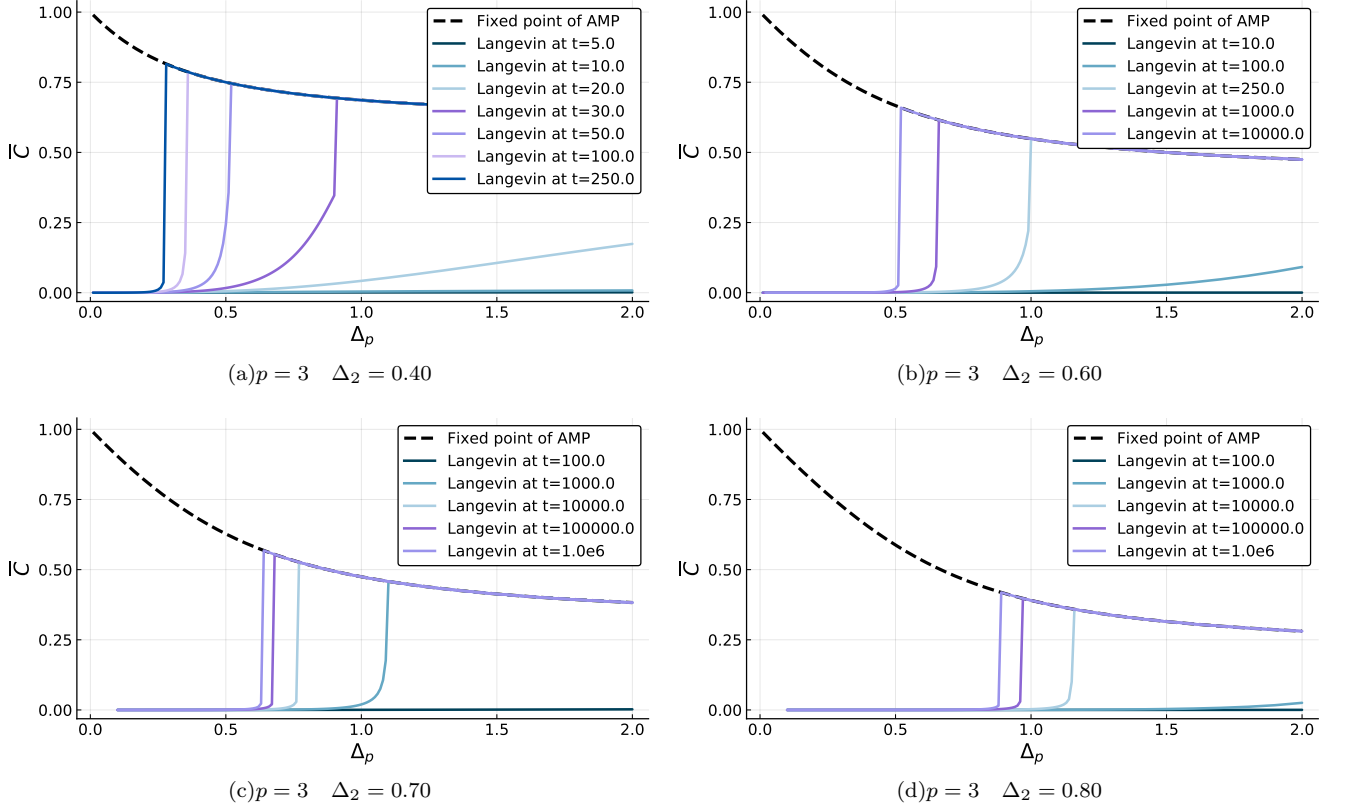 1.00
0.75
0.50
0.25
0.00
C̅
0.0 0.5 1.0 1.5 2.0
Δₚ
Fixed point of AMP
Langevin at t=5.0
Langevin at t=10.0
Langevin at t=20.0
Langevin at t=30.0
Langevin at t=50.0
Langevin at t=100.0
Langevin at t=250.0
(a)p = 3 Δ₂ = 0.40
1.00
0.75
0.50
0.25
0.00
C̅
0.0 0.5 1.0 1.5 2.0
Δₚ
Fixed point of AMP
Langevin at t=10.0
Langevin at t=100.0
Langevin at t=250.0
Langevin at t=1000.0
Langevin at t=10000.0
(b)p = 3 Δ₂ = 0.60
1.00
0.75
0.50
0.25
0.00
C̅
0.0 0.5 1.0 1.5 2.0
Δₚ
Fixed point of AMP
Langevin at t=100.0
Langevin at t=1000.0
Langevin at t=10000.0
Langevin at t=100000.0
Langevin at t=1.0e6
(c)p = 3 Δ₂ = 0.70
1.00
0.75
0.50
0.25
0.00
C̅
0.0 0.5 1.0 1.5 2.0
Δₚ
Fixed point of AMP
Langevin at t=100.0
Langevin at t=1000.0
Langevin at t=10000.0
Langevin at t=100000.0
Langevin at t=1.0e6
(d)p = 3 Δ₂ = 0.80